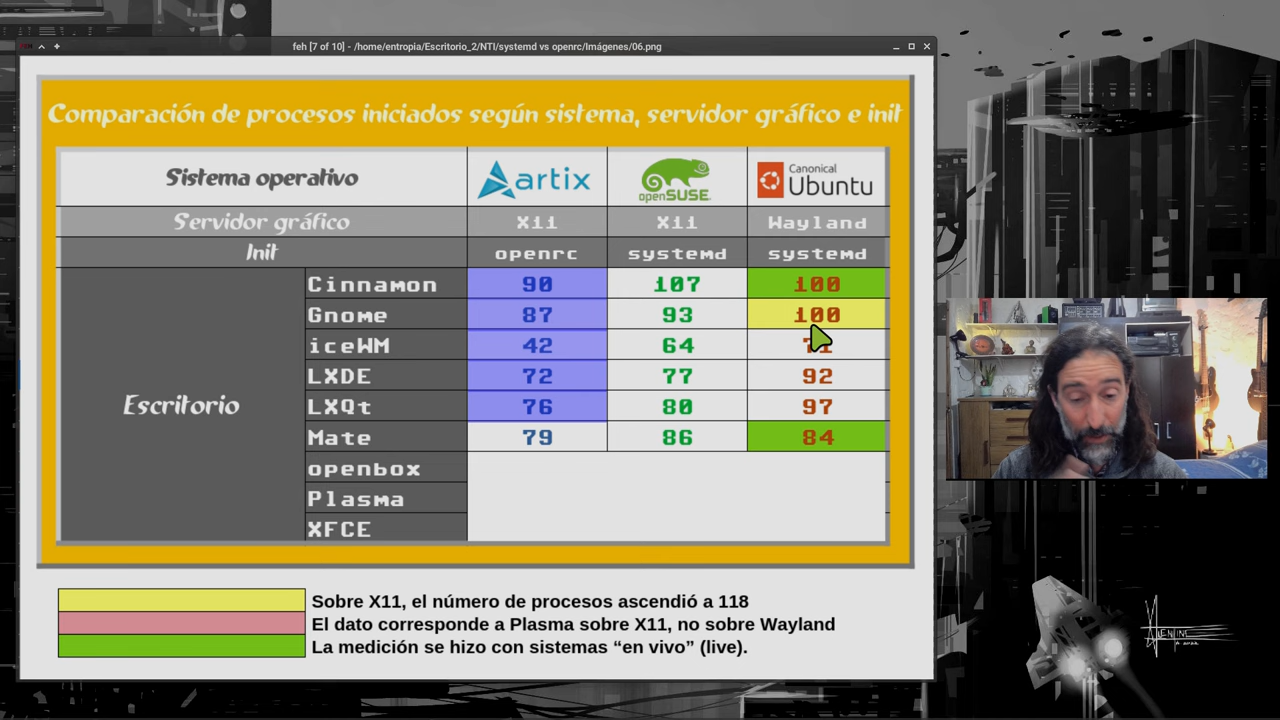 feh [7 of 10] - /home/entropia/Escritorio_2/NTI/systemd vs openrc/Imágenes/06.png
Comparación de procesos iniciados según sistema, servidor gráfico e init
Sistema operativo artix openSUSE Canonical Ubuntu
Servidor gráfico X11 X11 Wayland
Init openrc systemd systemd
Cinnamon 90 107 100
Gnome 87 93 100
iceWM 42 64
LXDE 72 77 92
Escritorio LXQt 76 80 97
Mate 79 86 84
openbox
Plasma
XFCE
Sobre X11, el número de procesos ascendió a 118
El dato corresponde a Plasma sobre X11, no sobre Wayland
La medición se hizo con sistemas “en vivo” (live).